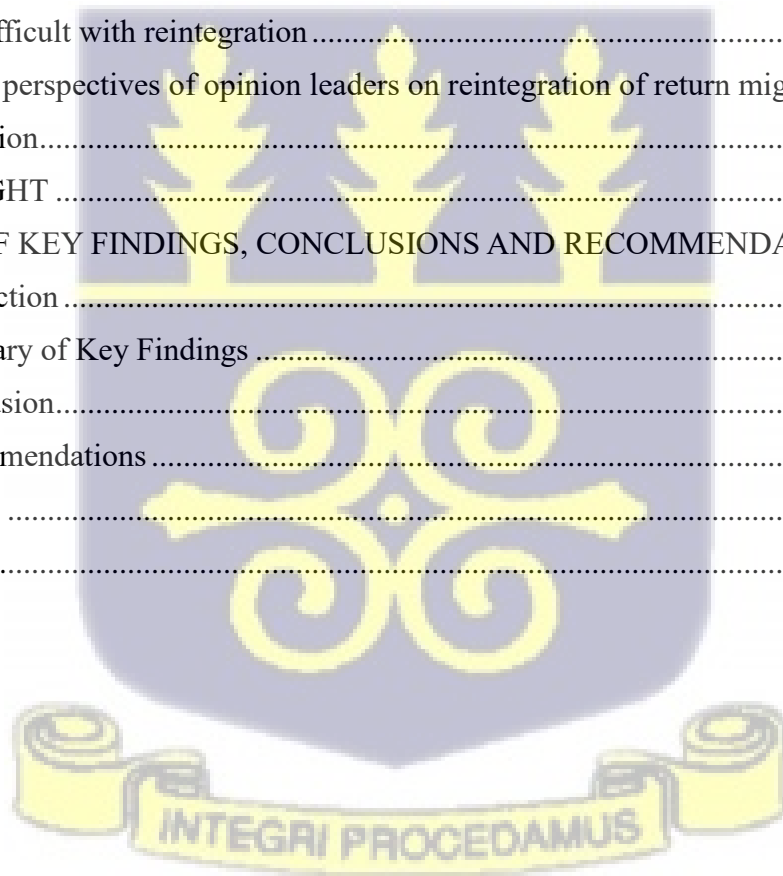 fficult with reintegration........................................................
perspectives of opinion leaders on reintegration of return mig
ion........................................................
GHT ........................................................
F KEY FINDINGS, CONCLUSIONS AND RECOMMENDA
ction ........................................................
ary of Key Findings ........................................................
sion........................................................
mendations ........................................................
........................................................
........................................................
INTEGRI PROCEDAMUS